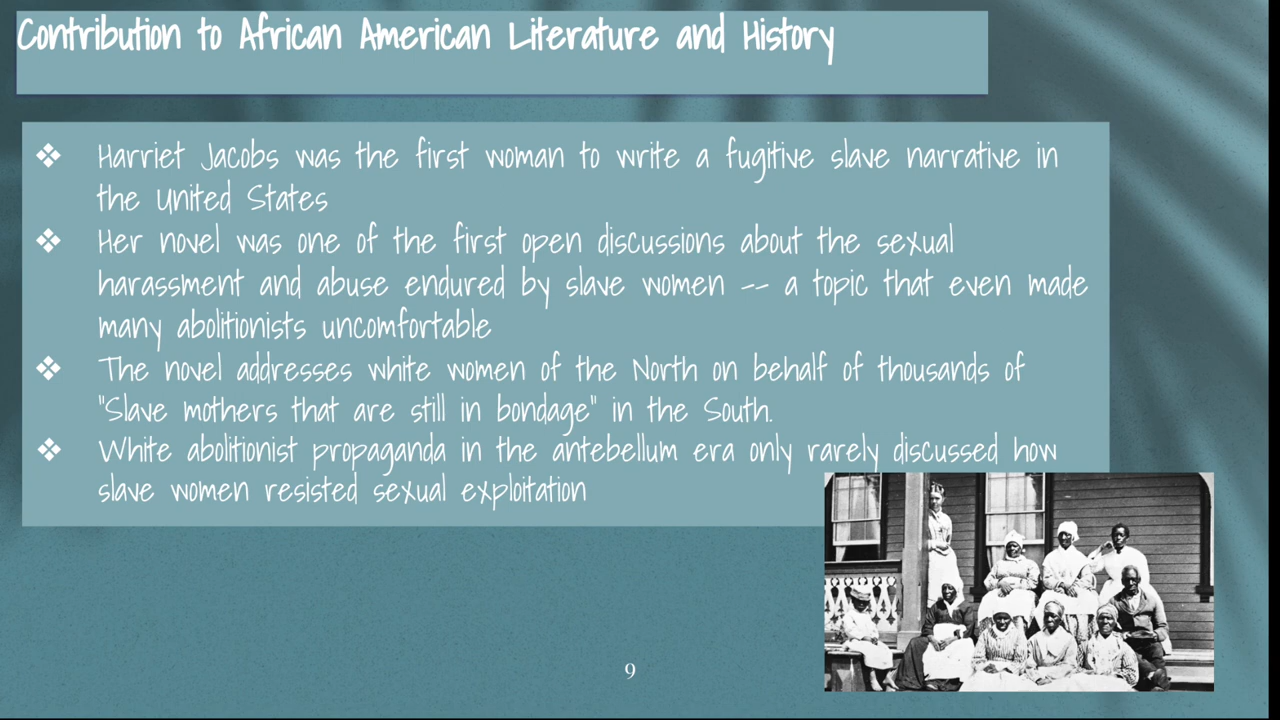 Contribution to African American Literature and History
❖ Harriet Jacobs was the first woman to write a fugitive slave narrative in
the United States
❖ Her novel was one of the first open discussions about the sexual
harassment and abuse endured by slave women -- a topic that even made
many abolitionists uncomfortable
❖ The novel addresses white women of the North on behalf of thousands of
"Slave mothers that are still in bondage" in the South.
❖ White abolitionist propaganda in the antebellum era only rarely discussed how
slave women resisted sexual exploitation
9